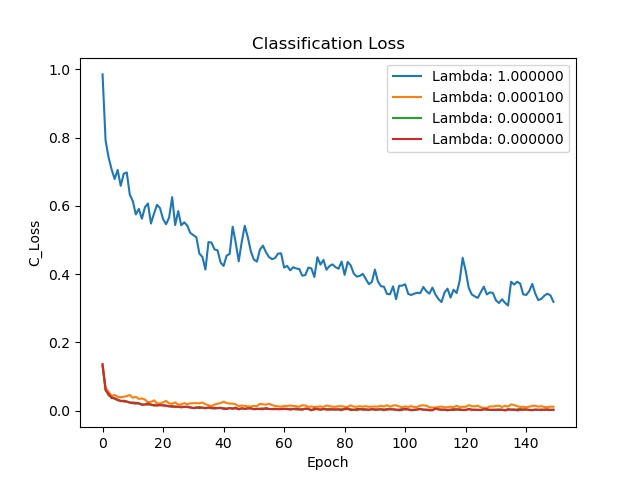 Classification Loss
Lambda: 1.000000
Lambda: 0.000100
Lambda: 0.000001
Lambda: 0.000000
C_Loss
1.0
0.8
0.6
0.4
0.2
0.0
0 20 40 60 80 100 120 140
Epoch